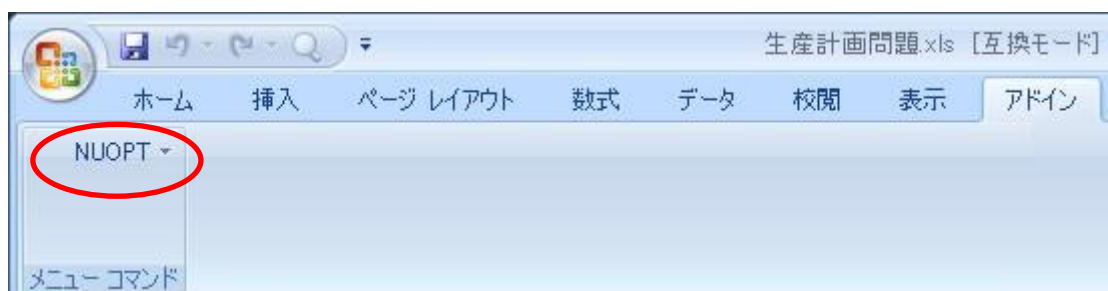 生産計画問題.xls [互換モード]
ホーム 挿入 ページ レイアウト 数式 データ 校閲 表示 アドイン
NUOPT
メニュー コマンド